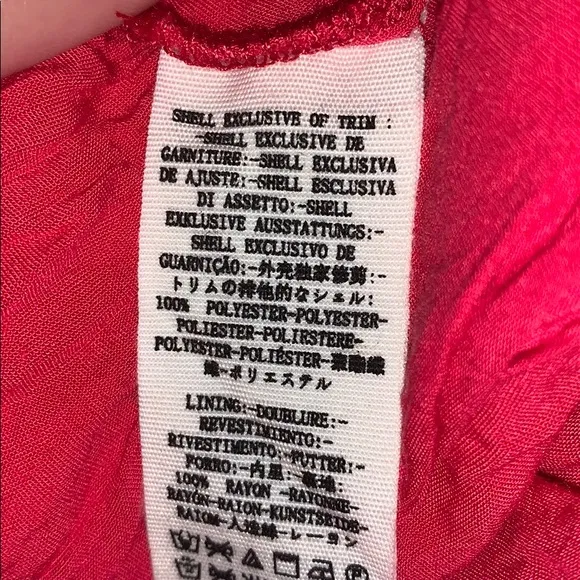 SHELL EXCLUSIVE OF TRIM :
-SHELL EXCLUSIVE DE
GARNITURE:-SHELL EXCLUSIVA
DE AJUSTE:-SHELL ESCLUSIVA
DI ASSETTO:-SHELL
EXKLUSIVE AUSSTATTUNGS:-
SHELL EXCLUSIVO DE
GUARNIÇÃO:-外壳独家修剪:-
トリムの排他的なシェル:
100% POLYESTER-POLYESTER-
POLIESTER-POLIESTERE-
POLYESTER-POLIÉSTER-聚酯纖
維-ポリエステル
LINING:-DOUBLURE:-
REVESTIMIENTO:-
RIVESTIMENTO:-FUTTER:-
FORRO:-内里:-裏地:
100% RAYON -RAYONNE-
RAYÓN-RAION-KUNSTSEIDE-
RAIOM-人造絲-レーヨン